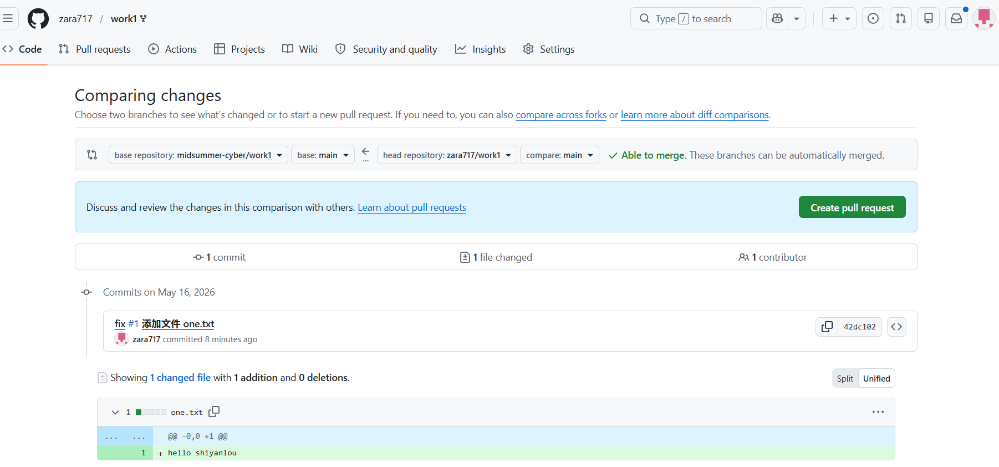 zara717 / work1
Type / to search
Code
Pull requests
Actions
Projects
Wiki
Security and quality
Insights
Settings
Comparing changes
Choose two branches to see what's changed or to start a new pull request. If you need to, you can also compare across forks or learn more about diff comparisons.
base repository: midsummer-cyber/work1
base: main
...
head repository: zara717/work1
compare: main
Able to merge. These branches can be automatically merged.
Discuss and review the changes in this comparison with others. Learn about pull requests
Create pull request
1 commit
1 file changed
1 contributor
Commits on May 16, 2026
fix #1 添加文件 one.txt
42dc102
zara717 committed 8 minutes ago
Showing 1 changed file with 1 addition and 0 deletions.
Split
Unified
1 one.txt
... ... @@ -0,0 +1 @@
1 + hello shiyanlou